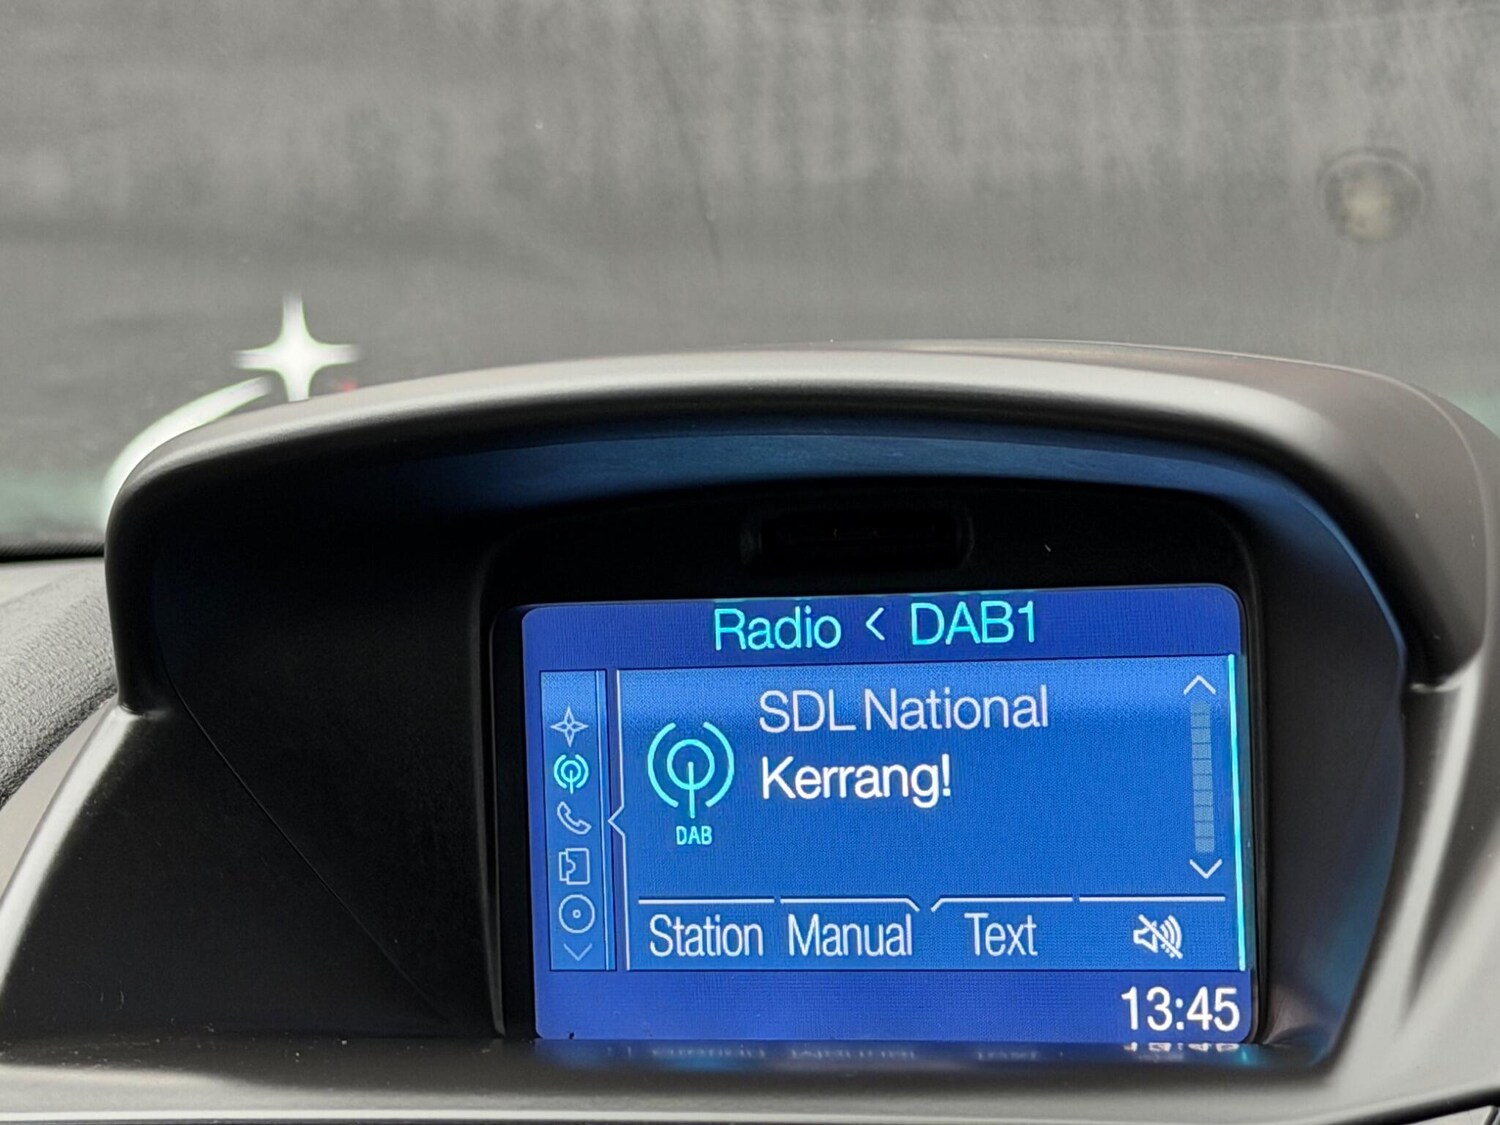 Radio < DAB1
SDL National
Kerrang!
DAB
Station Manual Text
13:45